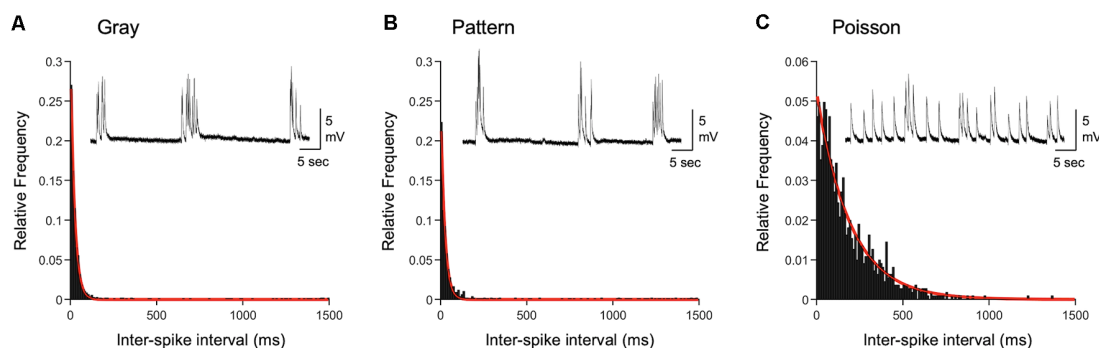 A Gray
Relative Frequency
0.3
0.25
0.2
0.15
0.1
0.05
0
0 500 1000 1500
Inter-spike interval (ms)
5
mV
5 sec
B Pattern
Relative Frequency
0.3
0.25
0.2
0.15
0.1
0.05
0
0 500 1000 1500
Inter-spike interval (ms)
5
mV
5 sec
C Poisson
Relative Frequency
0.06
0.05
0.04
0.03
0.02
0.01
0
0 500 1000 1500
Inter-spike interval (ms)
5
mV
5 sec